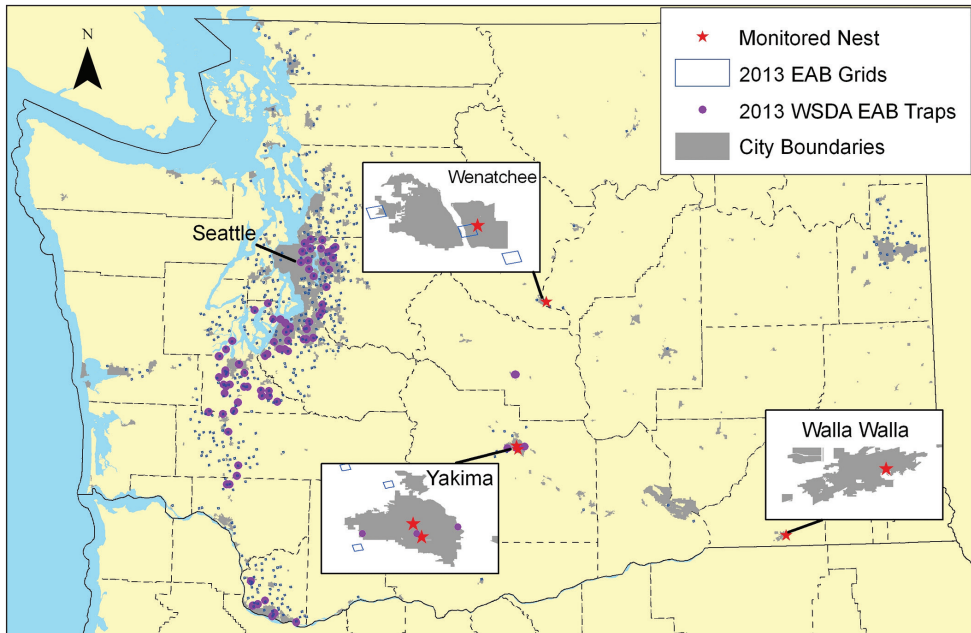 N
Monitored Nest
2013 EAB Grids
2013 WSDA EAB Traps
City Boundaries
Wenatchee
Seattle
Walla Walla
Yakima